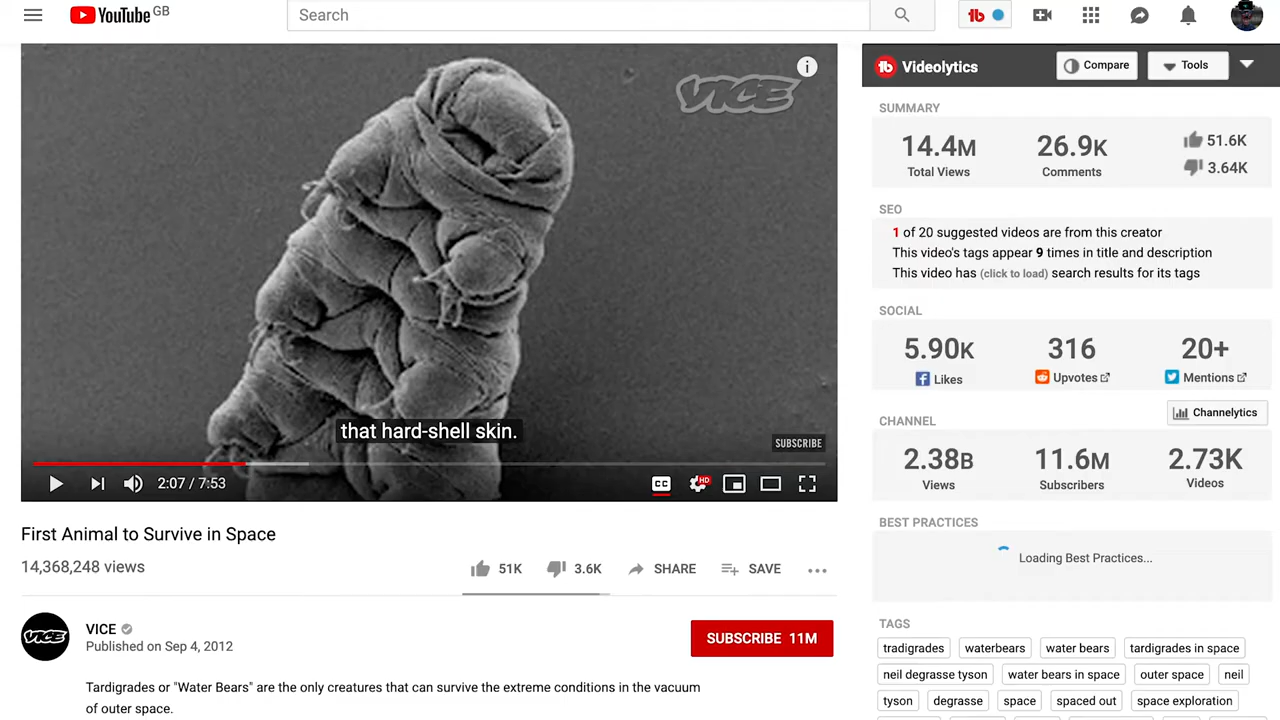 YouTube GB
Search
tb
VICE
that hard-shell skin.
SUBSCRIBE
2:07 / 7:53
CC
HD
First Animal to Survive in Space
14,368,248 views
51K
3.6K
SHARE
SAVE
VICE
VICE
Published on Sep 4, 2012
SUBSCRIBE 11M
Tardigrades or "Water Bears" are the only creatures that can survive the extreme conditions in the vacuum
of outer space.
tb Videolytics
Compare
Tools
SUMMARY
14.4M
Total Views
26.9K
Comments
51.6K
3.64K
SEO
1 of 20 suggested videos are from this creator
This video's tags appear 9 times in title and description
This video has (click to load) search results for its tags
SOCIAL
5.90K
Likes
316
Upvotes
20+
Mentions
Channelytics
CHANNEL
2.38B
Views
11.6M
Subscribers
2.73K
Videos
BEST PRACTICES
Loading Best Practices...
TAGS
tradigrades waterbears water bears tardigrades in space
neil degrasse tyson water bears in space outer space neil
tyson degrasse space spaced out space exploration